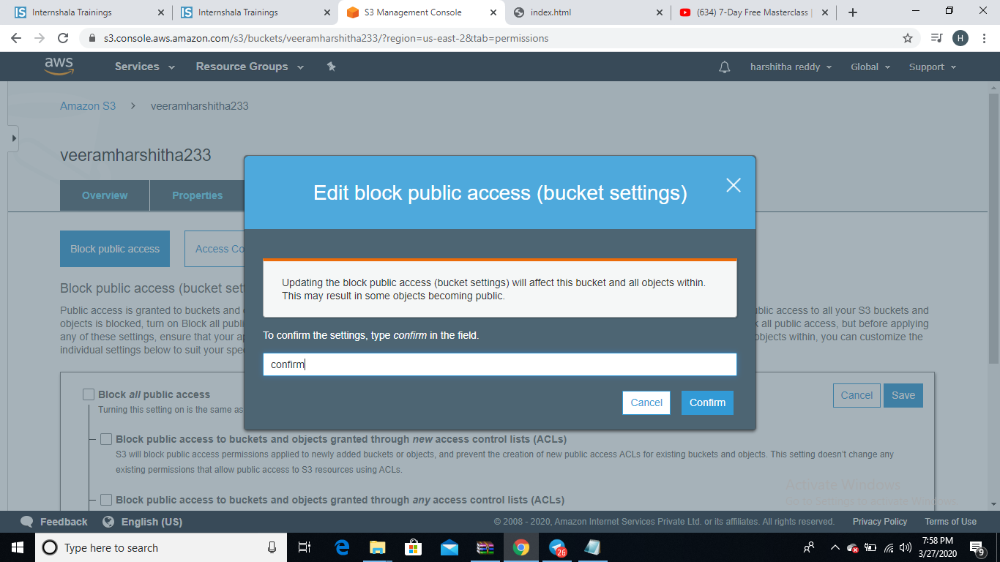 Internshala Trainings
Internshala Trainings
S3 Management Console
index.html
(634) 7-Day Free Masterclass |
s3.console.aws.amazon.com/s3/buckets/veeramharshitha233/?region=us-east-2&tab=permissions
H
aws
Services
Resource Groups
harshitha reddy
Global
Support
Amazon S3 > veeramharshitha233
veeramharshitha233
Overview
Properties
Edit block public access (bucket settings)
Block public access
Access Co
Updating the block public access (bucket settings) will affect this bucket and all objects within.
This may result in some objects becoming public.
Block public access (bucket set
Public access is granted to buckets and
ublic access to all your S3 buckets and
objects is blocked, turn on Block all publi
k all public access, but before applying
any of these settings, ensure that your a
objects within, you can customize the
individual settings below to suit your spe
To confirm the settings, type confirm in the field.
confirm
Cancel
Confirm
Block all public access
Cancel
Save
Turning this setting on is the same as
Block public access to buckets and objects granted through new access control lists (ACLs)
S3 will block public access permissions applied to newly added buckets or objects, and prevent the creation of new public access ACLs for existing buckets and objects. This setting doesn't change any
existing permissions that allow public access to S3 resources using ACLs.
Activate Windows
Go to Settings to activate Windows.
Block public access to buckets and objects granted through any access control lists (ACLs)
Feedback
English (US)
© 2008 - 2020, Amazon Internet Services Private Ltd. or its affiliates. All rights reserved.
Privacy Policy
Terms of Use
Type here to search
26
7:58 PM
3/27/2020
9